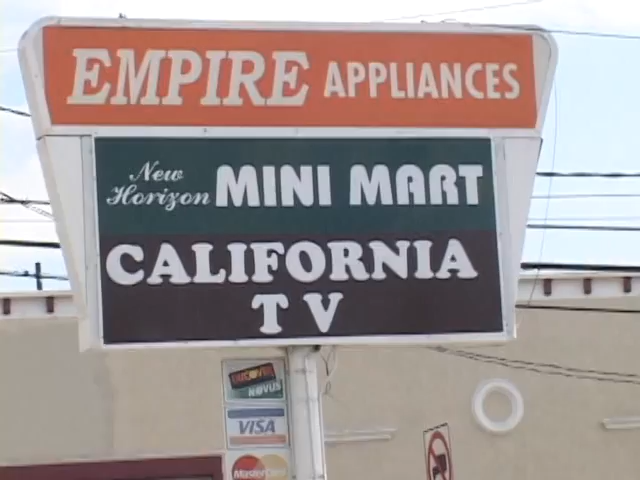 EMPIRE APPLIANCES
New Horizon MINI MART
CALIFORNIA
TV
DISCOVER
NOVUS
VISA
MasterCard